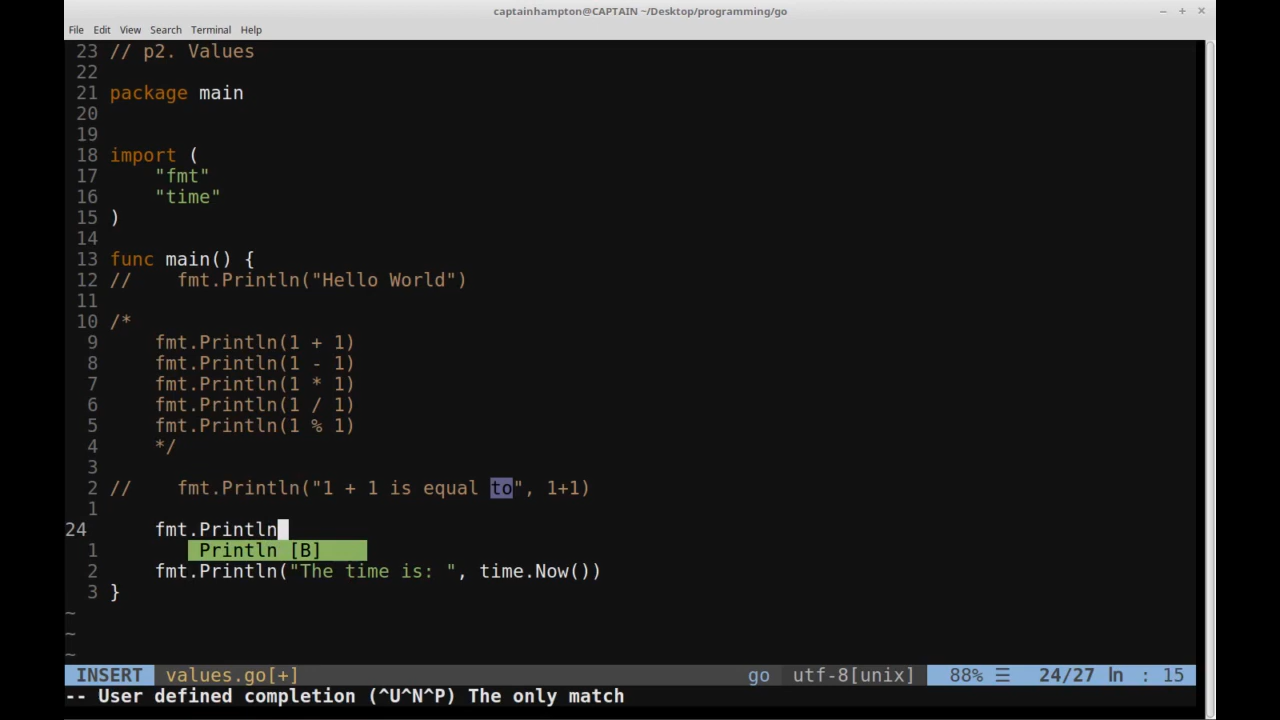 captainhampton@CAPTAIN ~/Desktop/programming/go
File Edit View Search Terminal Help
23 // p2. Values
22
21 package main
20
19
18 import (
17     "fmt"
16     "time"
15 )
14
13 func main() {
12 //    fmt.Println("Hello World")
11
10 /*
9     fmt.Println(1 + 1)
8     fmt.Println(1 - 1)
7     fmt.Println(1 * 1)
6     fmt.Println(1 / 1)
5     fmt.Println(1 % 1)
4     */
3
2 //    fmt.Println("1 + 1 is equal to", 1+1)
1
24     fmt.Println
1 Println [B]
2     fmt.Println("The time is: ", time.Now())
3 }
~
~
~
INSERT values.go[+] go utf-8[unix] 88% ☰ 24/27 ln : 15
-- User defined completion (^U^N^P) The only match